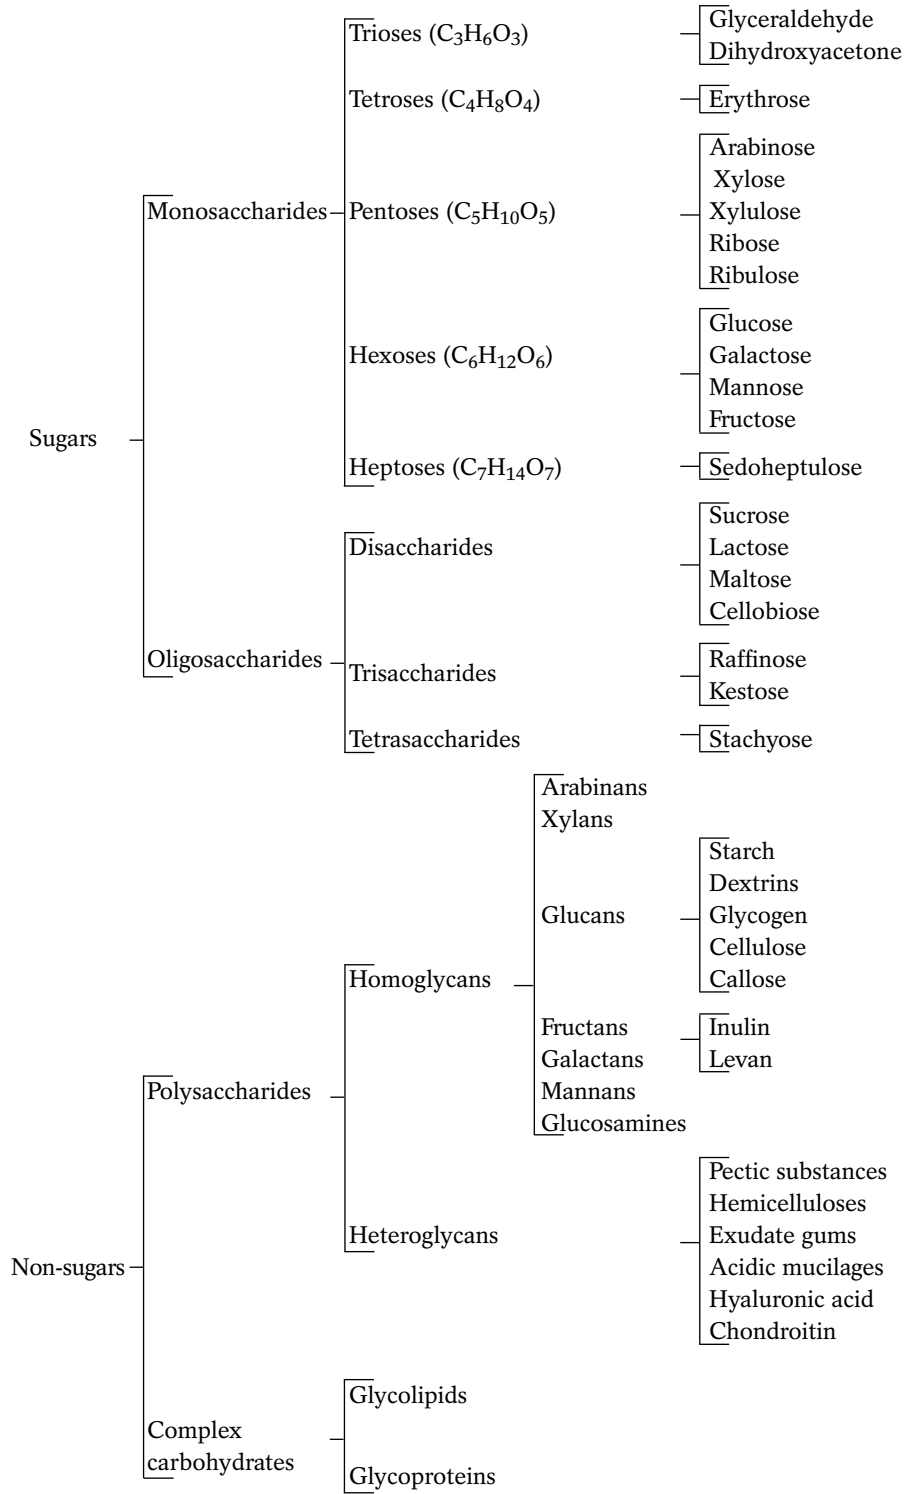 Trioses (C₃H₆O₃)
Glyceraldehyde
Dihydroxyacetone
Tetroses (C₄H₈O₄)
Erythrose
Monosaccharides
Pentoses (C₅H₁₀O₅)
Arabinose
Xylose
Xylulose
Ribose
Ribulose
Hexoses (C₆H₁₂O₆)
Glucose
Galactose
Mannose
Fructose
Sugars
Heptoses (C₇H₁₄O₇)
Sedoheptulose
Disaccharides
Sucrose
Lactose
Maltose
Cellobiose
Oligosaccharides
Trisaccharides
Raffinose
Kestose
Tetrasaccharides
Stachyose
Arabinans
Xylans
Glucans
Starch
Dextrins
Glycogen
Cellulose
Callose
Homoglycans
Fructans
Galactans
Mannans
Glucosamines
Inulin
Levan
Polysaccharides
Heteroglycans
Pectic substances
Hemicelluloses
Exudate gums
Acidic mucilages
Hyaluronic acid
Chondroitin
Non-sugars
Complex
carbohydrates
Glycolipids
Glycoproteins